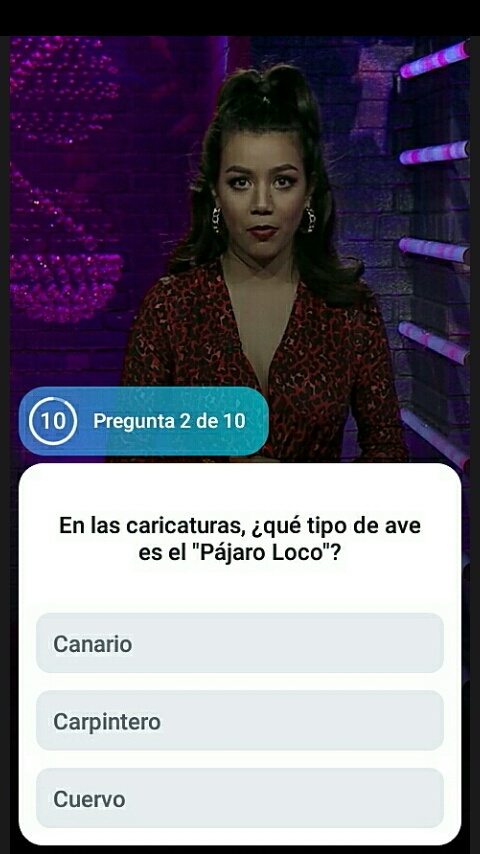 10 Pregunta 2 de 10
En las caricaturas, ¿qué tipo de ave
es el "Pájaro Loco"?
Canario
Carpintero
Cuervo